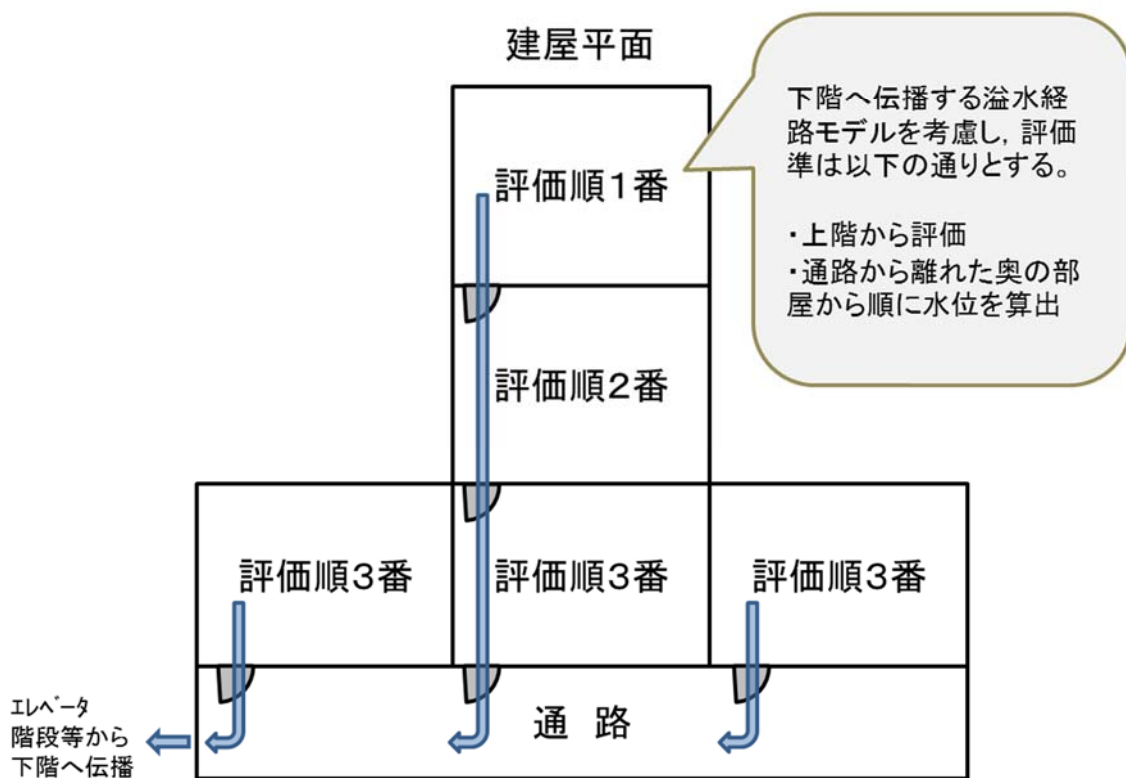 建屋平面
下階へ伝播する溢水経
路モデルを考慮し, 評価
準は以下の通りとする。
・上階から評価
・通路から離れた奥の部
屋から順に水位を算出
評価順1番
評価順2番
評価順3番
評価順3番
評価順3番
通 路
エレベータ
階段等から
下階へ伝播